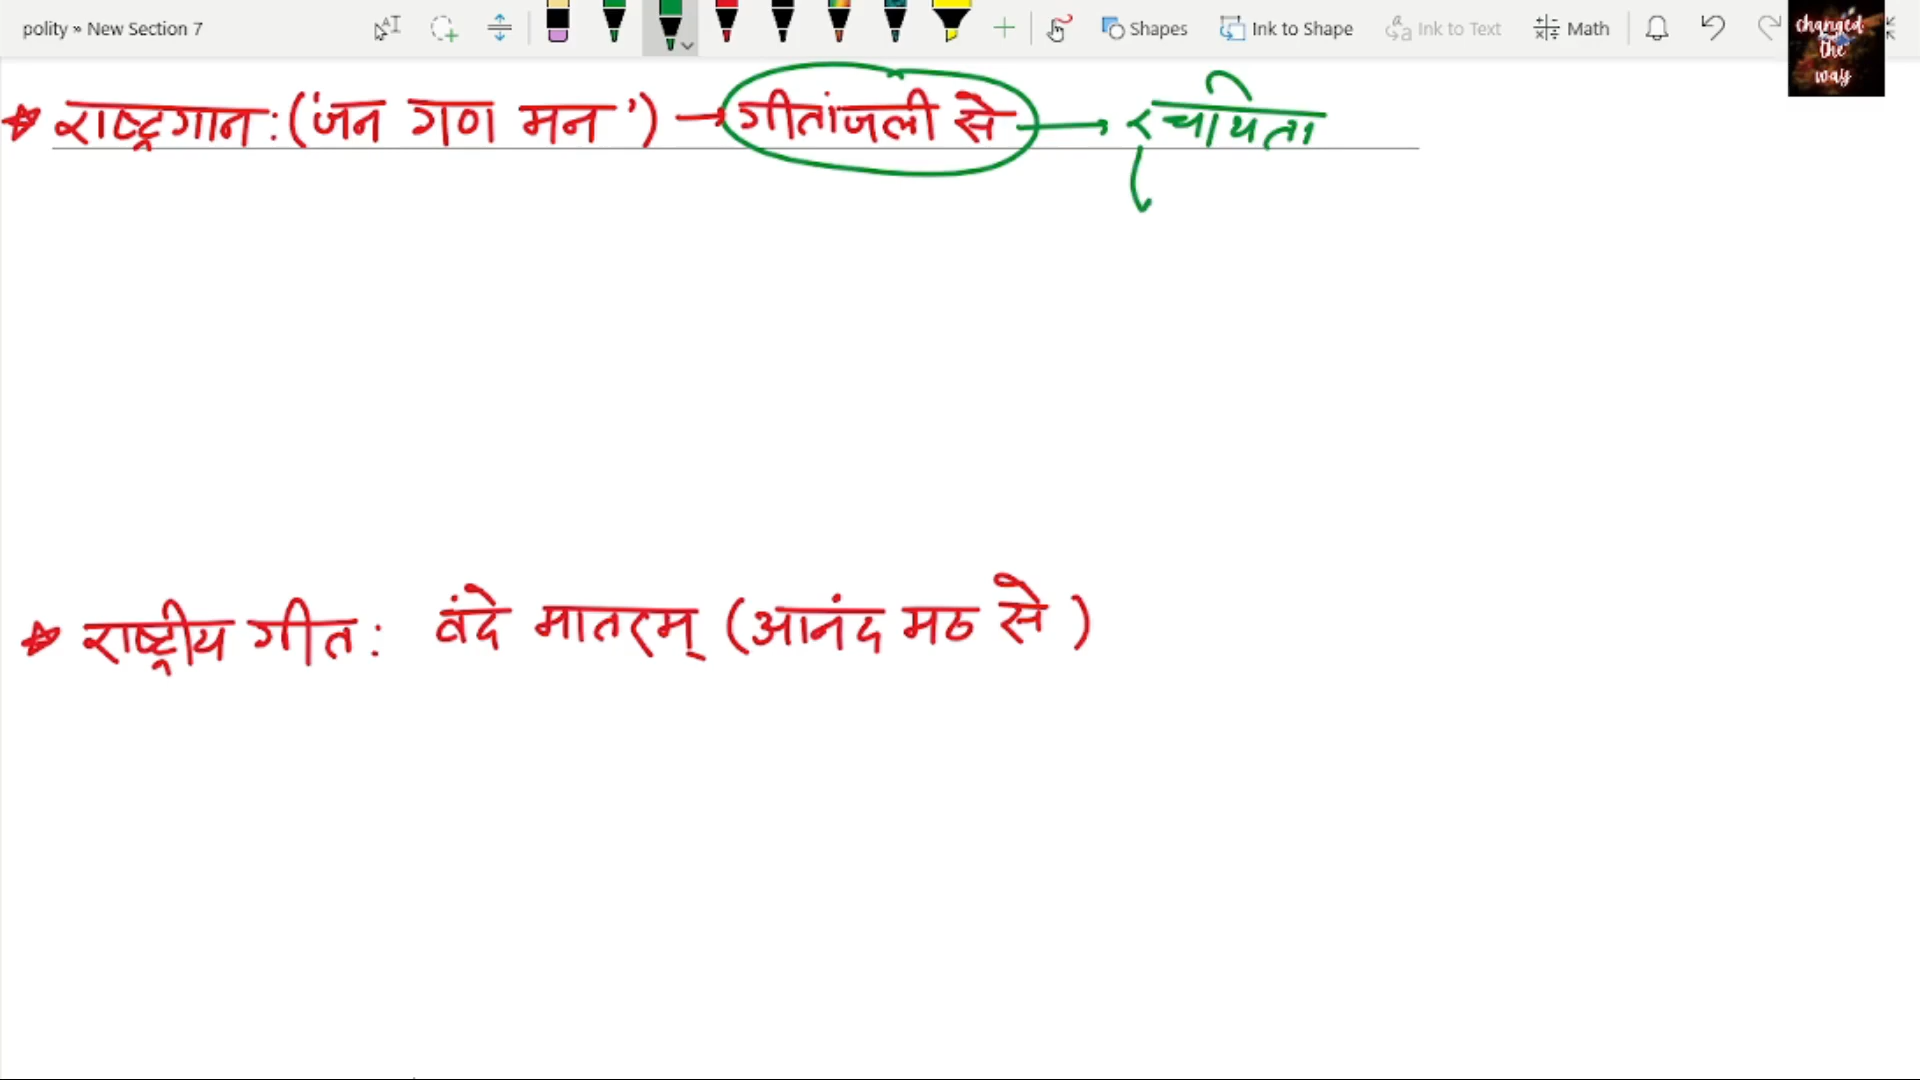 polity » New Section 7 Shapes Ink to Shape Ink to Text Math
changed
the
way
राष्ट्रगान: ('जन गण मन') → गीतांजली से → रचयिता
राष्ट्रीय गीत: वंदे मातरम् (आनंद मठ से)